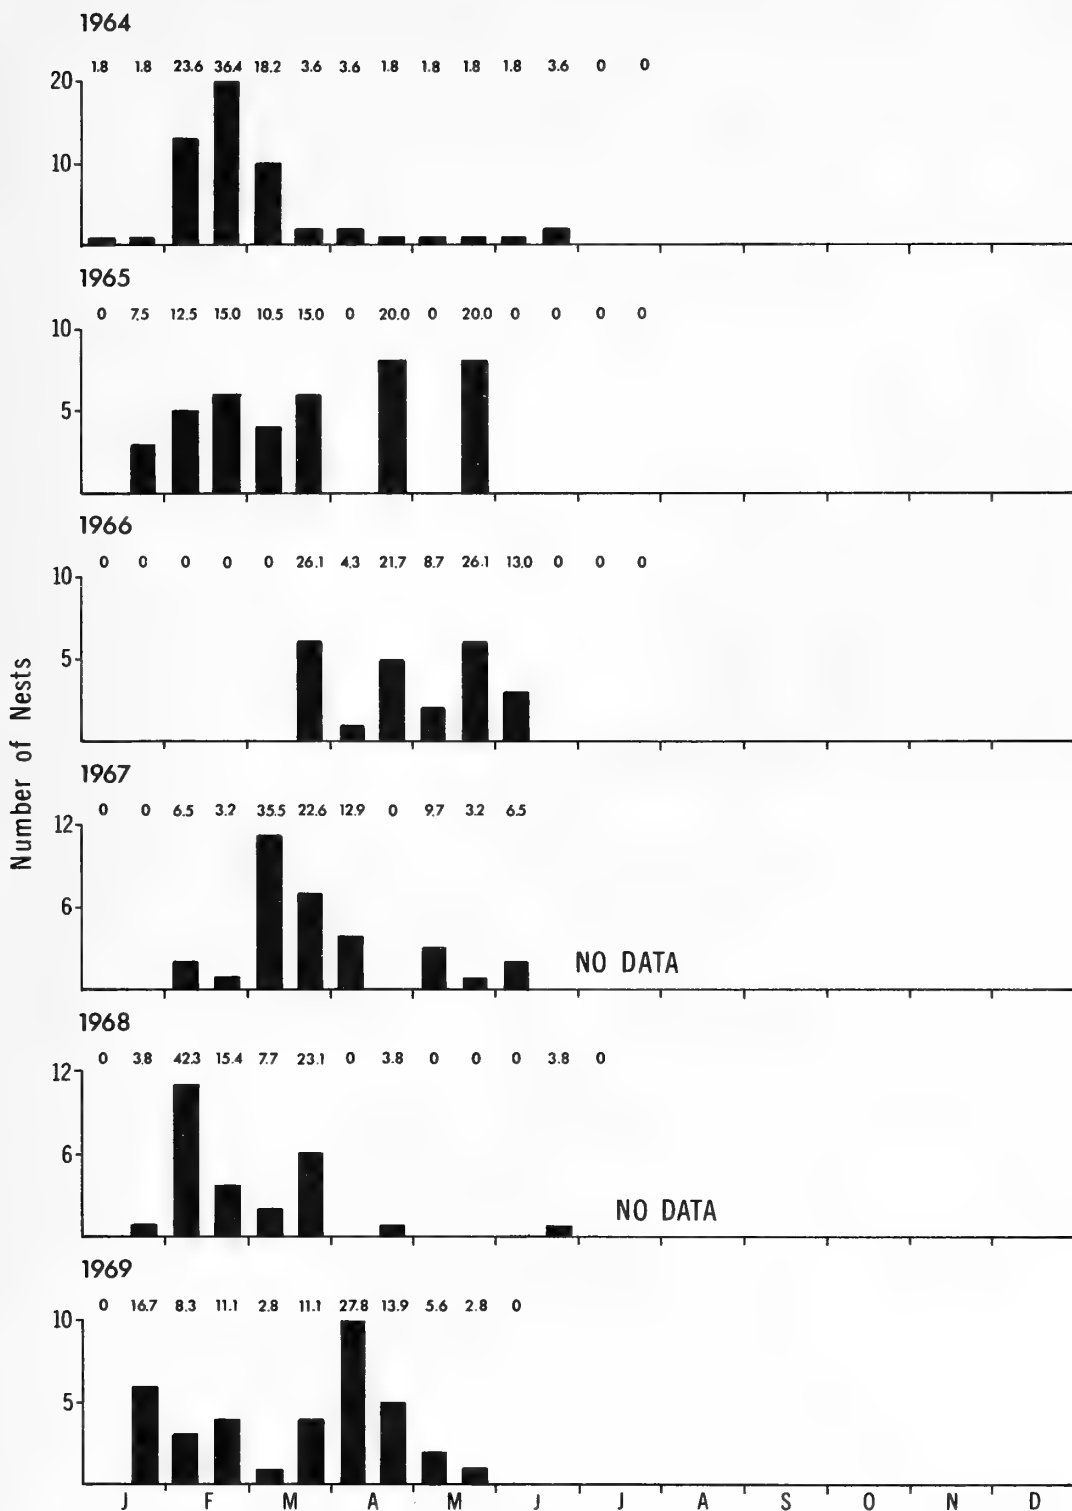 1964
1.8 1.8 23.6 36.4 18.2 3.6 3.6 1.8 1.8 1.8 1.8 3.6 0 0
20
10
1965
0 7.5 12.5 15.0 10.5 15.0 0 20.0 0 20.0 0 0 0 0
10
5
1966
0 0 0 0 0 26.1 4.3 21.7 8.7 26.1 13.0 0 0 0
10
5
Number of Nests
1967
0 0 6.5 3.2 35.5 22.6 12.9 0 9.7 3.2 6.5
12
6
NO DATA
1968
0 3.8 42.3 15.4 7.7 23.1 0 3.8 0 0 0 3.8 0
12
6
NO DATA
1969
0 16.7 8.3 11.1 2.8 11.1 27.8 13.9 5.6 2.8 0
10
5
J F M A M J J A S O N D